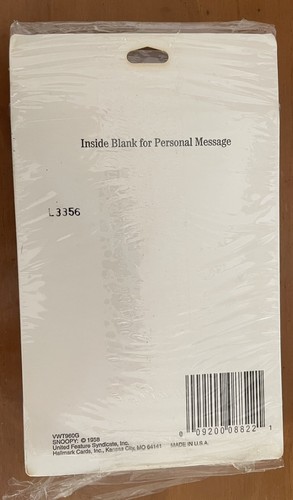 Inside Blank for Personal Message
L3356
VWT960G
SNOOPY: © 1958
United Feature Syndicate, Inc.
Hallmark Cards, Inc., Kansas City, MO 64141 MADE IN U.S.A.
0 09200 08822 1